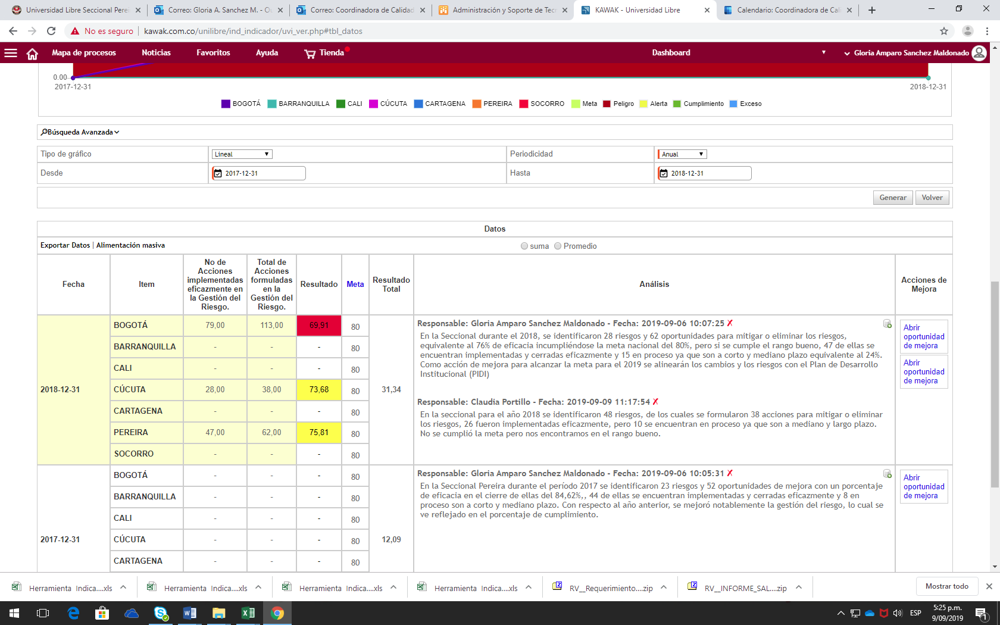 Universidad Libre Seccional Perei
Correo: Gloria A. Sanchez M. - Ou
Correo: Coordinadora de Calidad
Administración y Soporte de Tecn
KAWAK - Universidad Libre
Calendario: Coordinadora de Cali
No es seguro | kawak.com.co/unilibre/ind_indicador/uvi_ver.php#tbl_datos
Mapa de procesos Noticias Favoritos Ayuda Tienda Dashboard Gloria Amparo Sanchez Maldonado
0.00
2017-12-31 2018-12-31
BOGOTÁ BARRANQUILLA CALI CÚCUTA CARTAGENA PEREIRA SOCORRO Meta Peligro Alerta Cumplimiento Exceso
Búsqueda Avanzada
Tipo de gráfico Lineal Periodicidad Anual
Desde 2017-12-31 Hasta 2018-12-31
Generar Volver
Datos
Exportar Datos | Alimentación masiva suma Promedio
Fecha
Item
No de
Acciones
implementadas
eficazmente en
la Gestión del
Riesgo.
Total de
Acciones
formuladas
en la
Gestión del
Riesgo.
Resultado
Meta
Resultado
Total
Análisis
Acciones de
Mejora
2018-12-31
BOGOTÁ 79,00 113,00 69,91 80
BARRANQUILLA - - - 80
CALI - - - 80
CÚCUTA 28,00 38,00 73,68 80
CARTAGENA - - - 80
PEREIRA 47,00 62,00 75,81 80
SOCORRO - - - 80
31,34
Responsable: Gloria Amparo Sanchez Maldonado - Fecha: 2019-09-06 10:07:25 ✗
En la Seccional durante el 2018, se identificaron 28 riesgos y 62 oportunidades para mitigar o eliminar los riesgos,
equivalente al 76% de eficacia incumpliéndose la meta nacional del 80%, pero si se cumple el rango bueno, 47 de ellas se
encuentran implementadas y cerradas eficazmente y 15 en proceso ya que son a corto y mediano plazo equivalente al 24%.
Como acción de mejora para alcanzar la meta para el 2019 se alinearán los cambios y los riesgos con el Plan de Desarrollo
Institucional (PIDI)
Responsable: Claudia Portillo - Fecha: 2019-09-09 11:17:54 ✗
En la seccional para el año 2018 se identificaron 48 riesgos, de los cuales se formularon 38 acciones para mitigar o eliminar
los riesgos, 26 fueron implementadas eficazmente, pero 10 se encuentran en proceso ya que son a mediano y largo plazo.
No se cumplió la meta pero nos encontramos en el rango bueno.
Abrir
oportunidad
de mejora
Abrir
oportunidad
de mejora
2017-12-31
BOGOTÁ - - - 80
BARRANQUILLA - - - 80
CALI - - - 80
CÚCUTA - - - 80
CARTAGENA - - - 80
12,09
Responsable: Gloria Amparo Sanchez Maldonado - Fecha: 2019-09-06 10:05:31 ✗
En la Seccional Pereira durante el período 2017 se identificaron 23 riesgos y 52 oportunidades de mejora con un porcentaje
de eficacia en el cierre de ellas del 84,62%,, 44 de ellas se encuentran implementadas y cerradas eficazmente y 8 en
proceso son a corto y mediano plazo. Con respecto al año anterior, se mejoró notablemente la gestión del riesgo, lo cual se
ve reflejado en el porcentaje de cumplimiento.
Abrir
oportunidad
de mejora
Herramienta Indica....xls
Herramienta Indica....xls
Herramienta Indica....xls
Herramienta Indica....xls
RV__Requerimiento....zip
RV__INFORME_SAL....zip
Mostrar todo
ESP
5:25 p.m.
9/09/2019
1